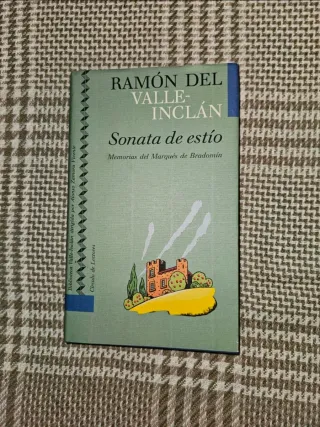 RAMÓN DEL
VALLE-
INCLÁN
Sonata de estío
Memorias del Marqués de Bradomín
Círculo de Lectores